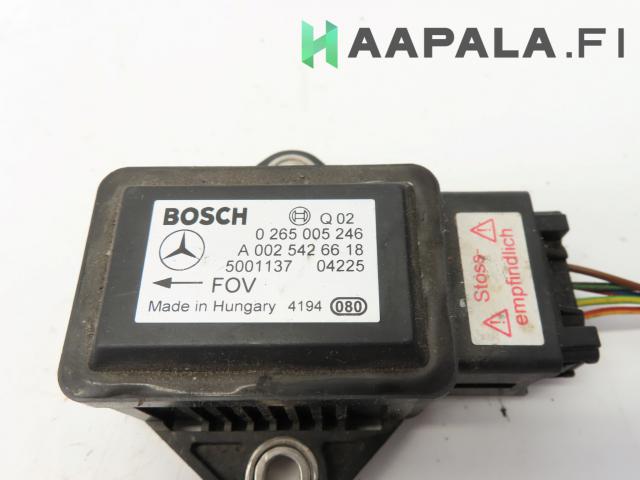 HAAPALA.FI
BOSCH Q 02
0 265 005 246
A 002 542 66 18
5001137 04225
← FOV
Made in Hungary 4194 080
Stoss-
empfindlich